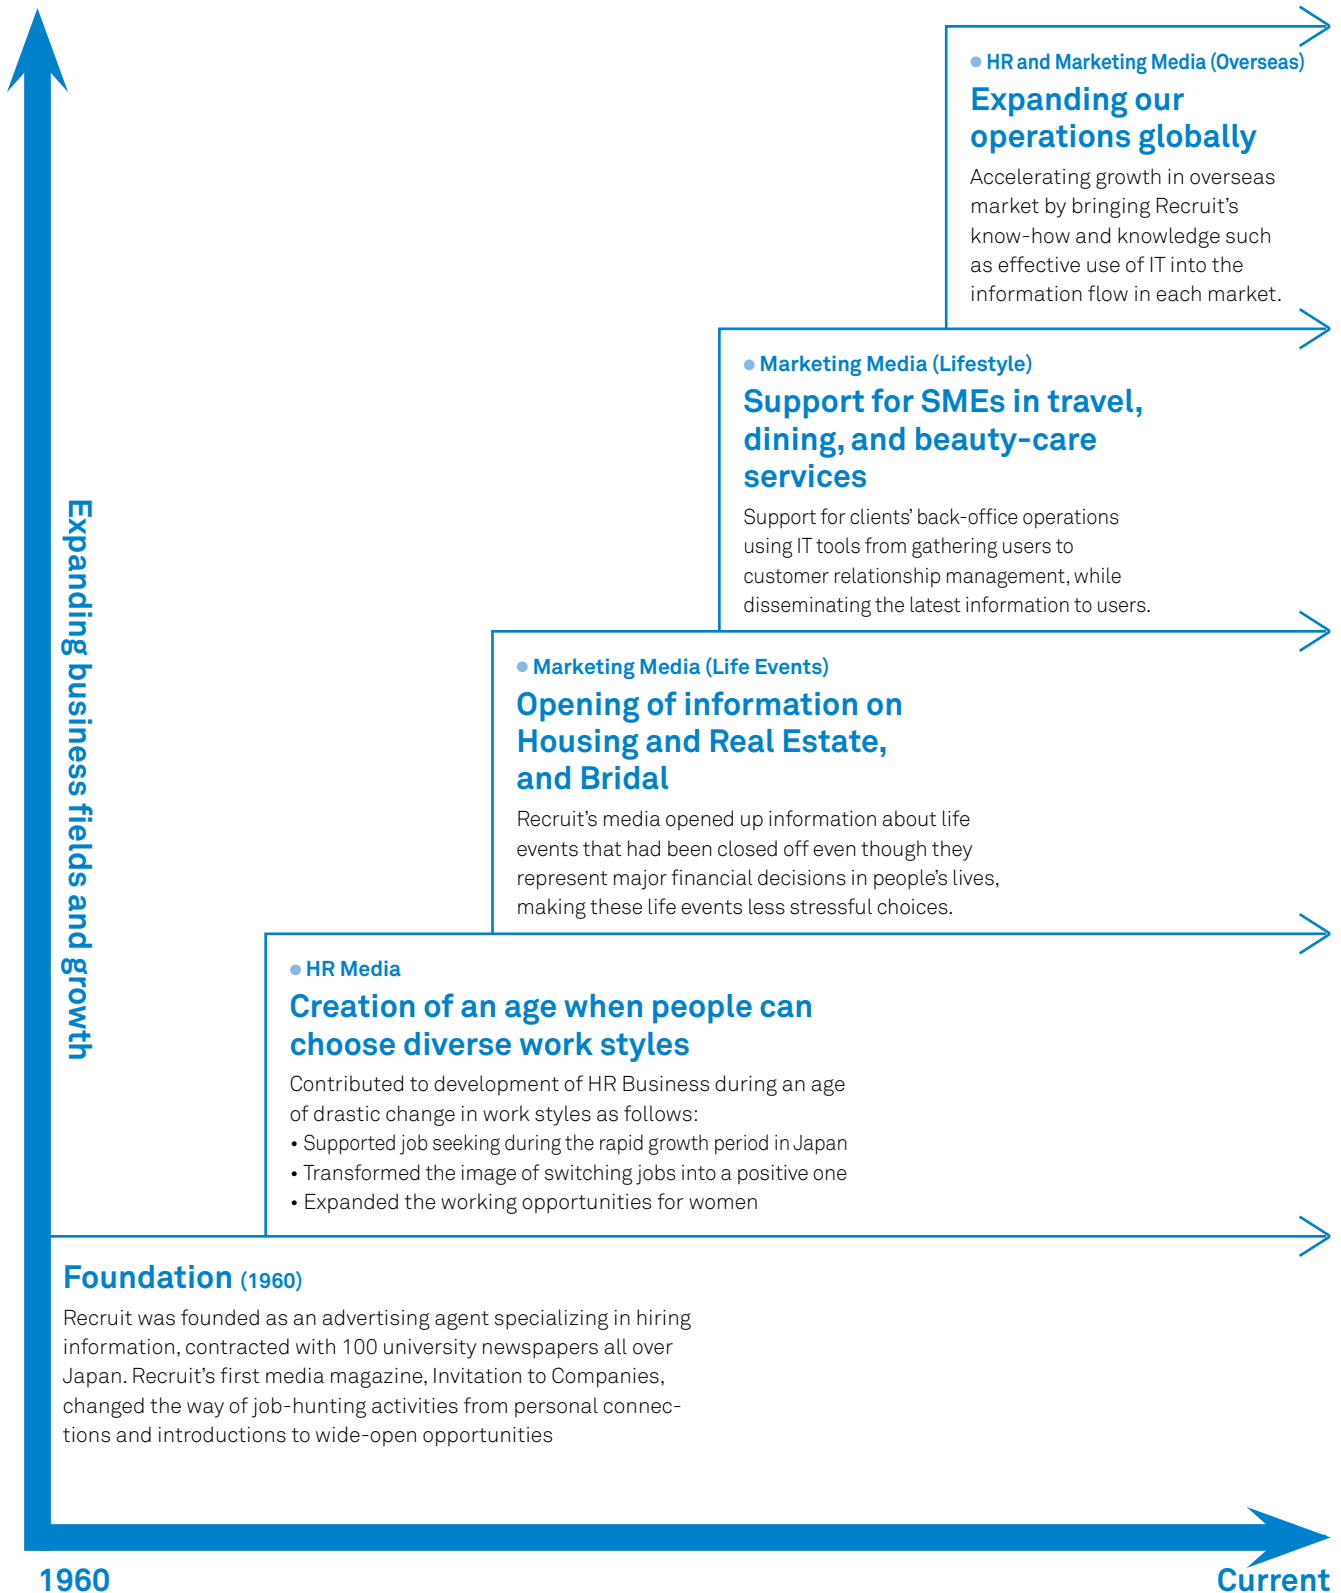 ● HR and Marketing Media (Overseas)
Expanding our
operations globally
Accelerating growth in overseas
market by bringing Recruit’s
know-how and knowledge such
as effective use of IT into the
information flow in each market.
● Marketing Media (Lifestyle)
Support for SMEs in travel,
dining, and beauty-care
services
Support for clients’ back-office operations
using IT tools from gathering users to
customer relationship management, while
disseminating the latest information to users.
● Marketing Media (Life Events)
Opening of information on
Housing and Real Estate,
and Bridal
Recruit’s media opened up information about life
events that had been closed off even though they
represent major financial decisions in people’s lives,
making these life events less stressful choices.
● HR Media
Creation of an age when people can
choose diverse work styles
Contributed to development of HR Business during an age
of drastic change in work styles as follows:
• Supported job seeking during the rapid growth period in Japan
• Transformed the image of switching jobs into a positive one
• Expanded the working opportunities for women
Foundation (1960)
Recruit was founded as an advertising agent specializing in hiring
information, contracted with 100 university newspapers all over
Japan. Recruit’s first media magazine, Invitation to Companies,
changed the way of job-hunting activities from personal connec-
tions and introductions to wide-open opportunities
Expanding business fields and growth
1960
Current